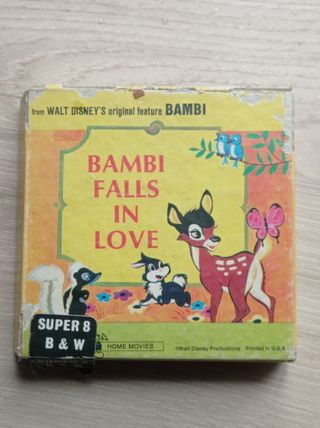 from WALT DISNEY'S original feature BAMBI
BAMBI
FALLS
IN
LOVE
SUPER 8
B & W
HOME MOVIES
©Walt Disney Productions. Printed in U.S.A.